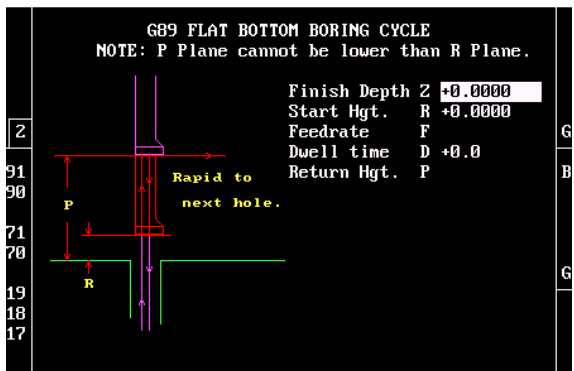 G89 FLAT BOTTOM BORING CYCLE
NOTE: P Plane cannot be lower than R Plane.
Finish Depth Z +0.0000
Start Hgt. R +0.0000
Feedrate F
Dwell time D +0.0
Return Hgt. P
Rapid to
next hole.
P
R
2
91
90
71
70
19
18
17
G
B
G